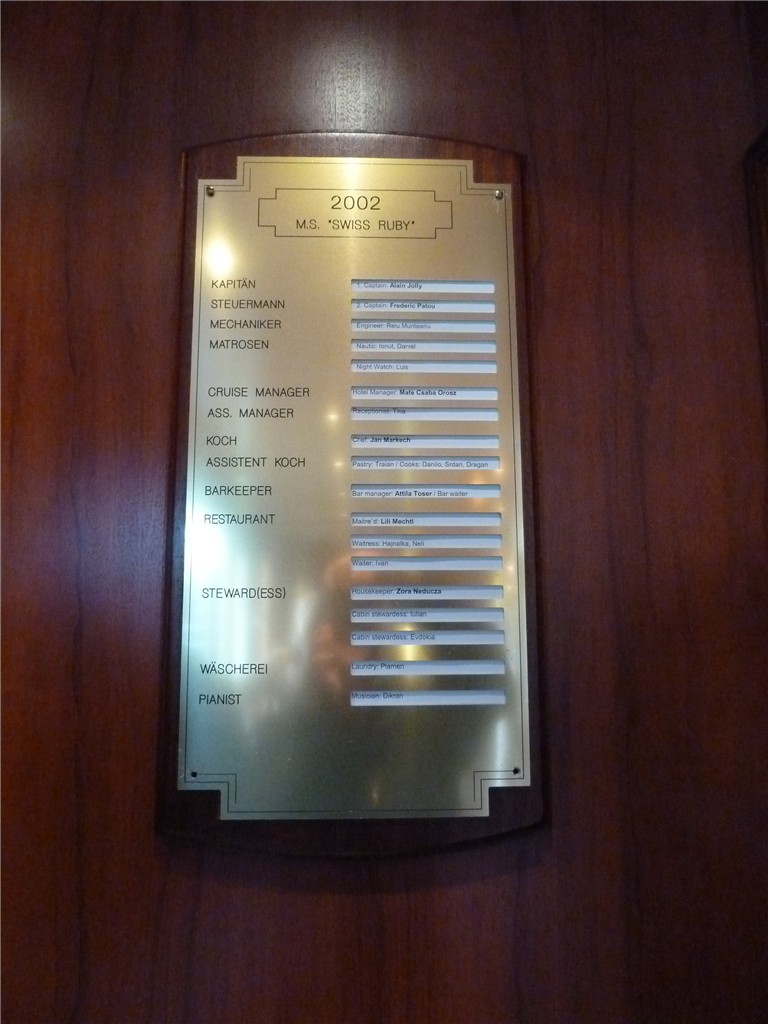 2002
M.S. "SWISS RUBY"
KAPITÄN 1. Captain: Alain Jolly
STEUERMANN 2. Captain: Frederic Patou
MECHANIKER Engineer: Relu Munteanu
MATROSEN Nautic: Ionut, Daniel
Night Watch: Luis
CRUISE MANAGER Hotel Manager: Mate Csaba Orosz
ASS. MANAGER Receptionist: Tina
KOCH Chef: Jan Markech
ASSISTENT KOCH Pastry: Traian / Cooks: Danilo, Srdan, Dragan
BARKEEPER Bar manager: Attila Toser / Bar waiter
RESTAURANT Maitre'd: Lili Mechtl
Waitress: Hajnalka, Neli
Waiter: Ivan
STEWARD(ESS) Housekeeper: Zora Neducza
Cabin stewardess: Iulian
Cabin stewardess: Evdokia
WÄSCHEREI Laundry: Plamen
PIANIST Musician: Dikran